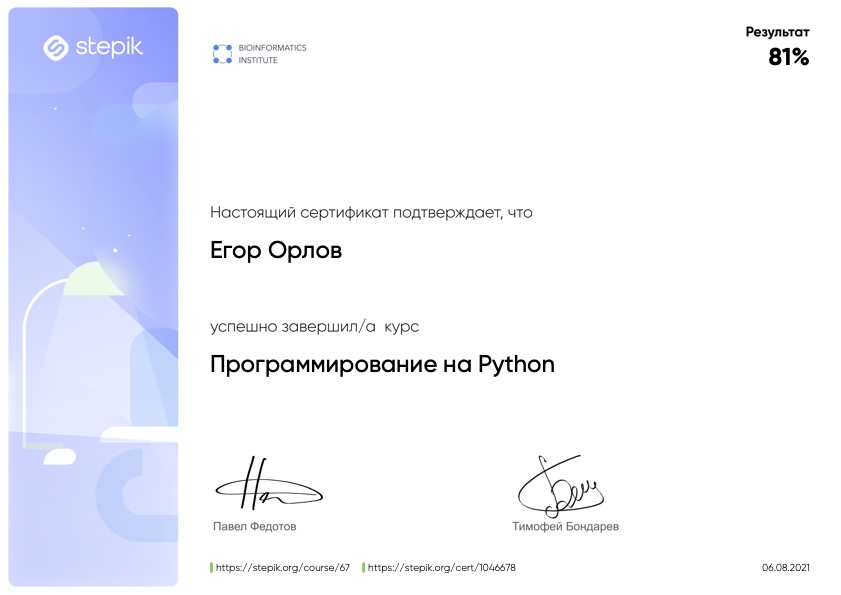 stepik
BIOINFORMATICS
INSTITUTE
Результат
81%
Настоящий сертификат подтверждает, что
Егор Орлов
успешно завершил/а курс
Программирование на Python
Павел Федотов
Тимофей Бондарев
https://stepik.org/course/67
https://stepik.org/cert/1046678
06.08.2021